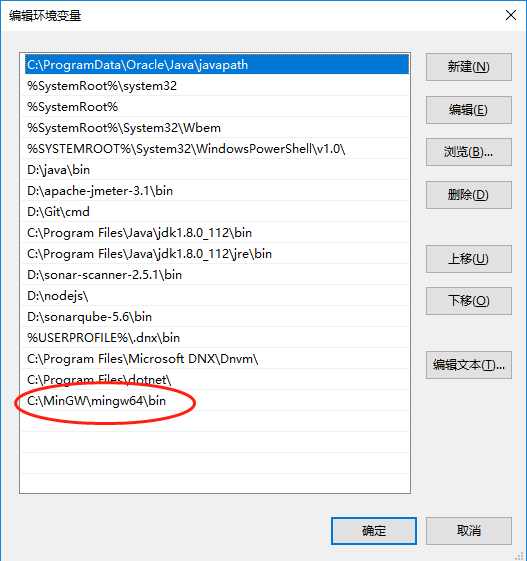 编辑环境变量
C:\ProgramData\Oracle\Java\javapath
%SystemRoot%\system32
%SystemRoot%
%SystemRoot%\System32\Wbem
%SYSTEMROOT%\System32\WindowsPowerShell\v1.0\
D:\java\bin
D:\apache-jmeter-3.1\bin
D:\Git\cmd
C:\Program Files\Java\jdk1.8.0_112\bin
C:\Program Files\Java\jdk1.8.0_112\jre\bin
D:\sonar-scanner-2.5.1\bin
D:\nodejs\
D:\sonarqube-5.6\bin
%USERPROFILE%\.dnx\bin
C:\Program Files\Microsoft DNX\Dnvm\
C:\Program Files\dotnet\
C:\MinGW\mingw64\bin
新建(N)
编辑(E)
浏览(B)...
删除(D)
上移(U)
下移(O)
编辑文本(T)...
确定
取消